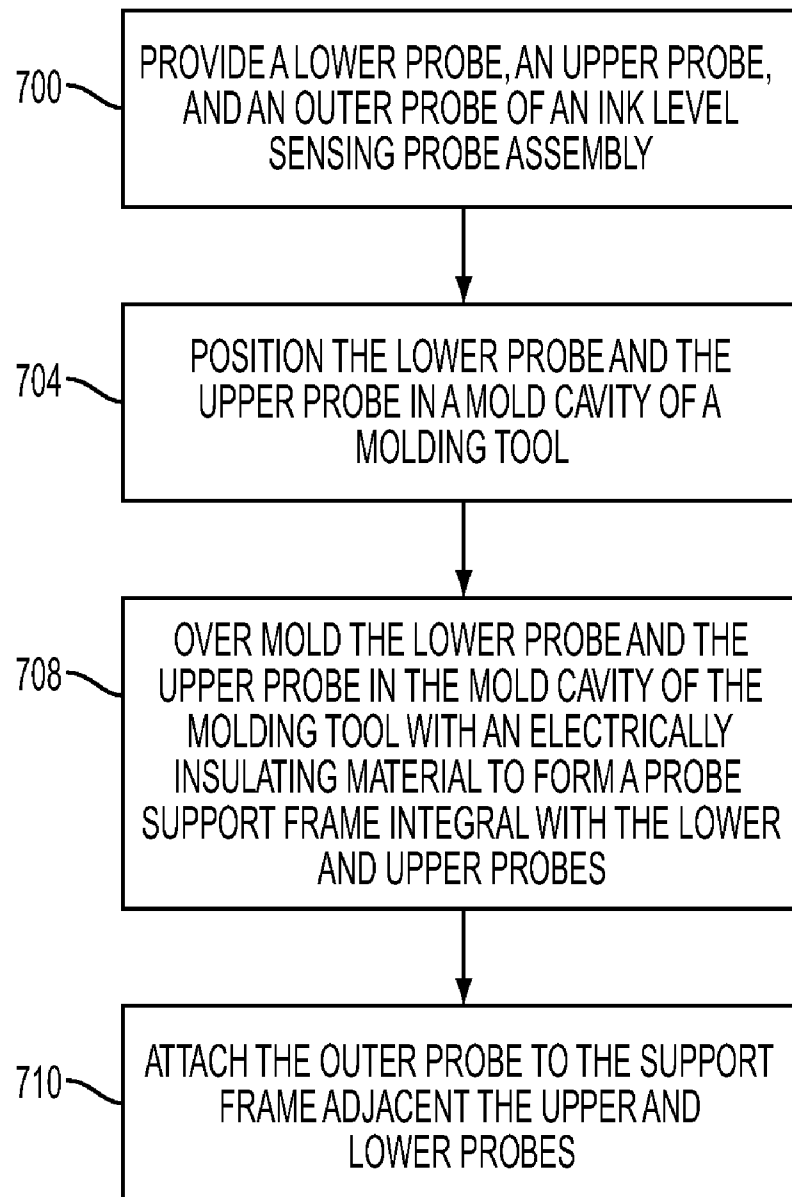 700
PROVIDE A LOWER PROBE, AN UPPER PROBE,
AND AN OUTER PROBE OF AN INK LEVEL
SENSING PROBE ASSEMBLY
704
POSITION THE LOWER PROBE AND THE
UPPER PROBE IN A MOLD CAVITY OF A
MOLDING TOOL
708
OVER MOLD THE LOWER PROBE AND THE
UPPER PROBE IN THE MOLD CAVITY OF THE
MOLDING TOOL WITH AN ELECTRICALLY
INSULATING MATERIAL TO FORM A PROBE
SUPPORT FRAME INTEGRAL WITH THE LOWER
AND UPPER PROBES
710
ATTACH THE OUTER PROBE TO THE SUPPORT
FRAME ADJACENT THE UPPER AND
LOWER PROBES